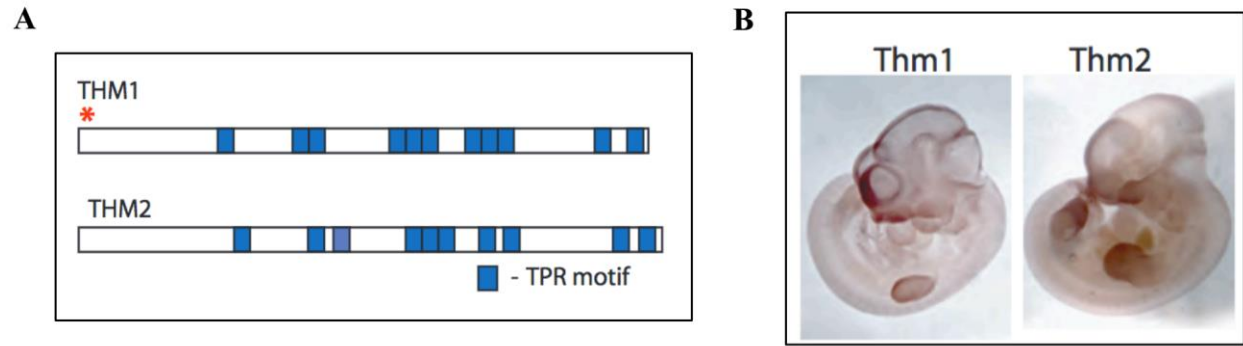 A
THM1
*
THM2
- TPR motif
B
Thm1 Thm2